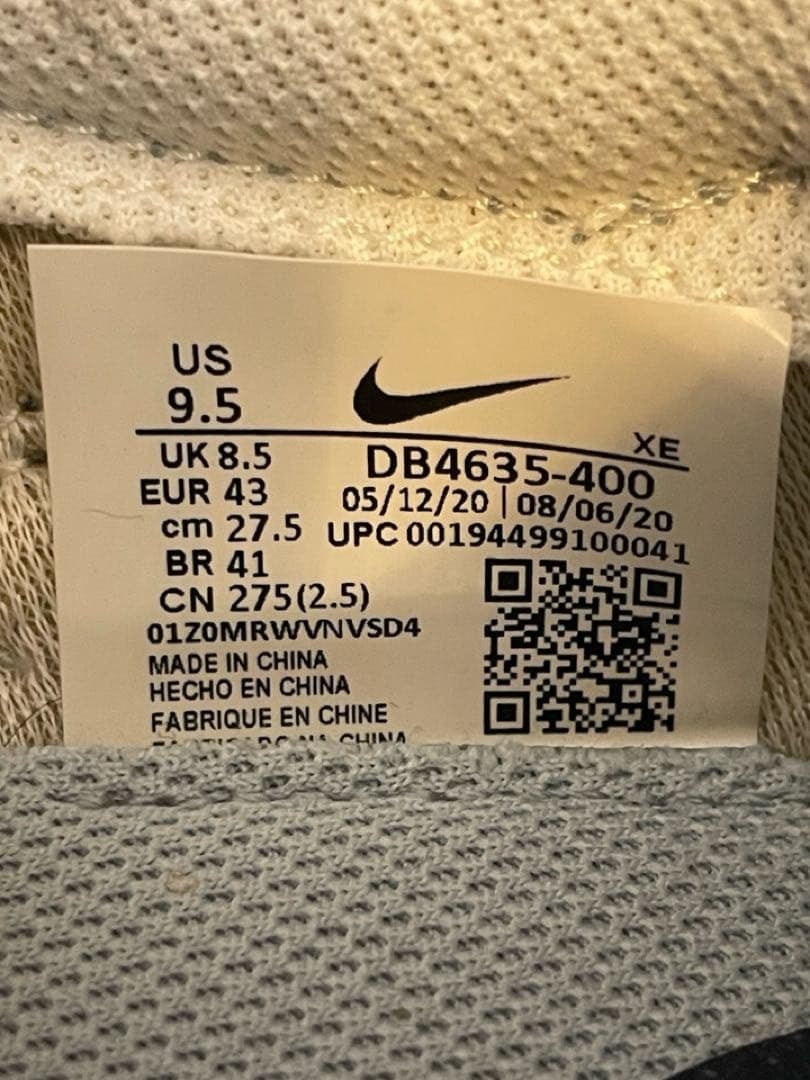 US
9.5
XE
UK 8.5
DB4635-400
EUR 43
05/12/20 | 08/06/20
cm 27.5
UPC 00194499100041
BR 41
CN 275(2.5)
01Z0MRWVNVSD4
MADE IN CHINA
HECHO EN CHINA
FABRIQUE EN CHINE
CHINA